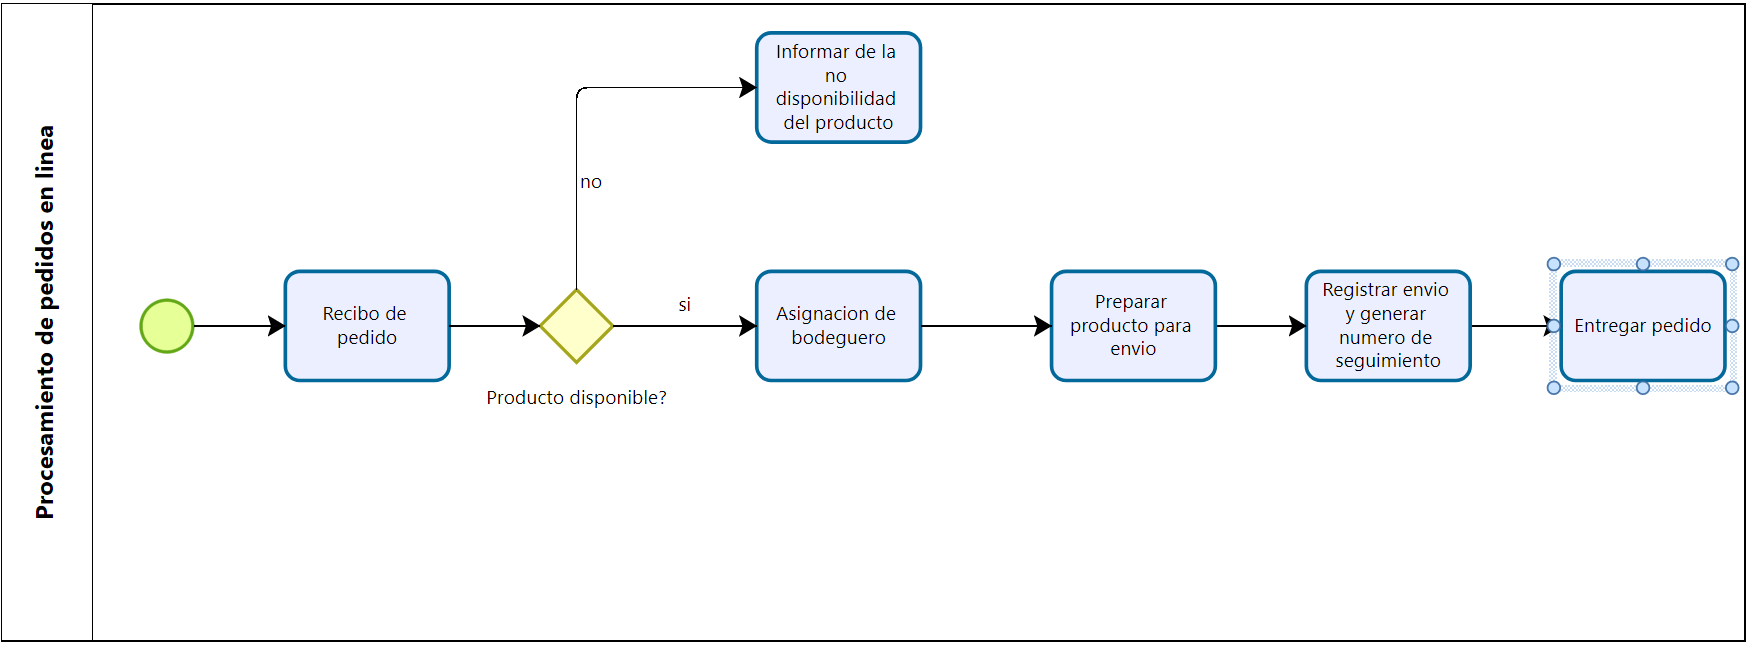 Procesamiento de pedidos en linea
Informar de la
no
disponibilidad
del producto
no
Recibo de
pedido
Producto disponible?
si
Asignacion de
bodeguero
Preparar
producto para
envio
Registrar envio
y generar
numero de
seguimiento
Entregar pedido